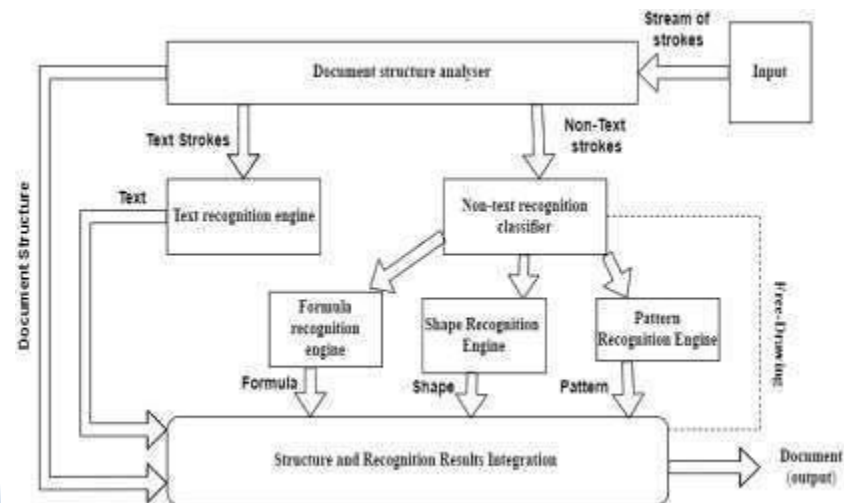 Stream of
strokes
Document structure analyser
Input
Text Strokes
Non-Text
strokes
Text
Text recognition engine
Non-text recognition
classifier
Document Structure
Free-Drawing
Formula
recognition
engine
Shape Recognition
Engine
Pattern
Recognition Engine
Formula
Shape
Pattern
Structure and Recognition Results Integration
Document
(output)